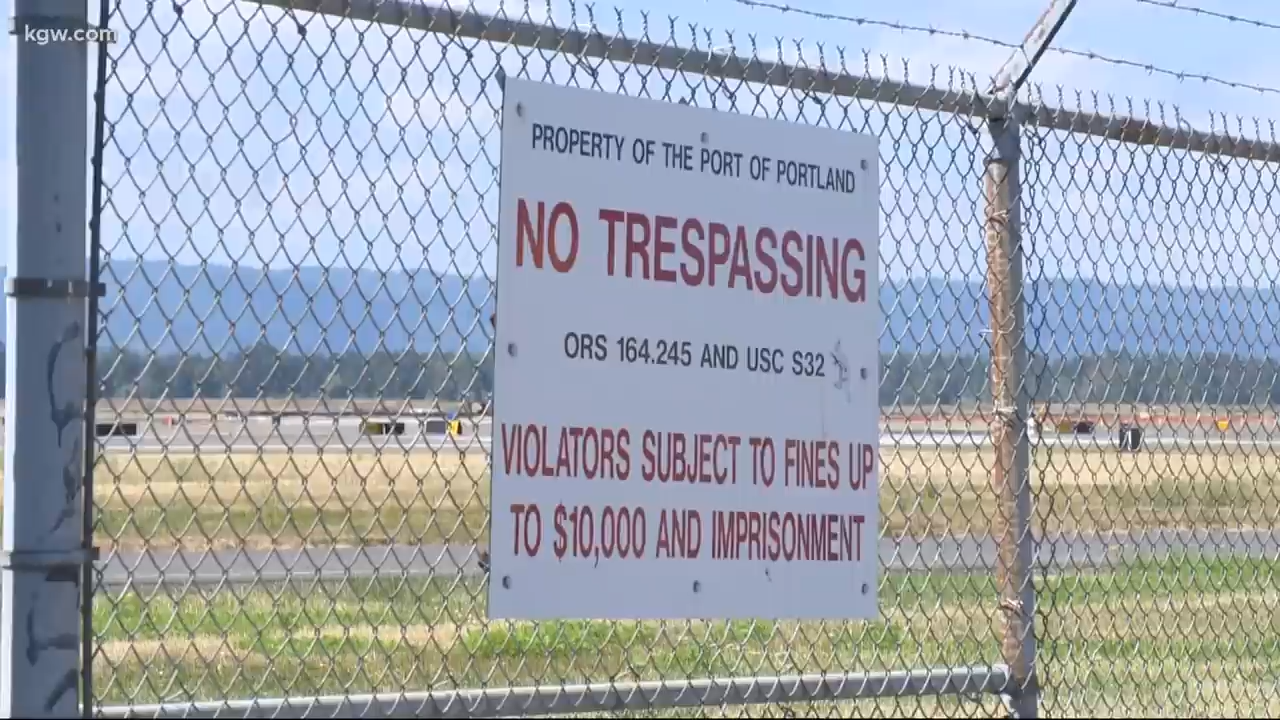 kgw.com
PROPERTY OF THE PORT OF PORTLAND
NO TRESPASSING
ORS 164.245 AND USC S32
VIOLATORS SUBJECT TO FINES UP
TO $10,000 AND IMPRISONMENT